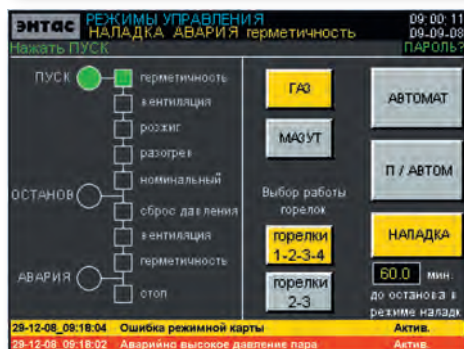 энтас РЕЖИМЫ УПРАВЛЕНИЯ 09:00:11
НАЛАДКА АВАРИЯ герметичность 09-09-08
Нажать ПУСК ПАРОЛЬ?
ПУСК
герметичность
вентиляция
розжиг
разогрев
номинальный
ОСТАНОВ
сброс давления
вентиляция
герметичность
АВАРИЯ
стоп
ГАЗ
МАЗУТ
Выбор работы
горелок
горелки
1-2-3-4
горелки
2-3
АВТОМАТ
П / АВТОМ
НАЛАДКА
60.0 мин.
до останова в
режиме наладк
29-12-08_09:18:04 Ошибка режимной карты Актив.
29-12-08_09:18:02 Аварийно высокое давление пара Актив.